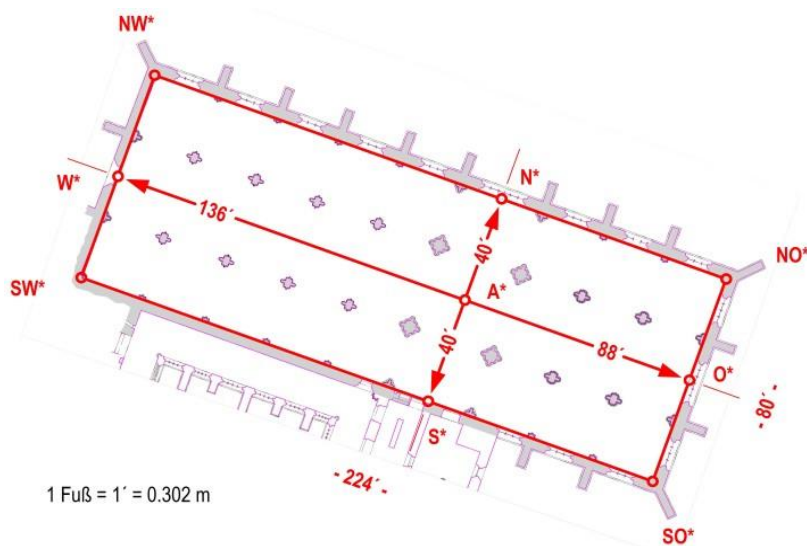 NW*
N*
W*
136´
40´
NO*
SW*
A*
40´
88´
O*
- 80´ -
S*
- 224´ -
1 Fuß = 1´ = 0.302 m
SO*